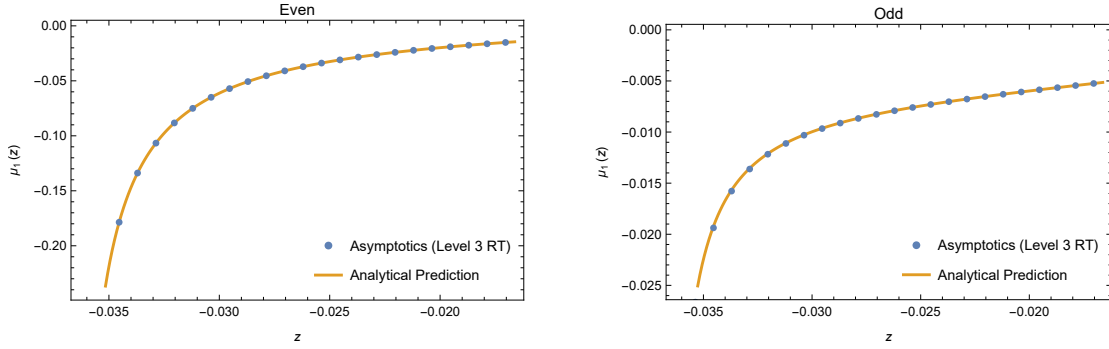 Even
0.00
-0.05
-0.10
-0.15
-0.20
μ₁(z)
Asymptotics (Level 3 RT)
Analytical Prediction
-0.035
-0.030
-0.025
-0.020
z
Odd
0.000
-0.005
-0.010
-0.015
-0.020
-0.025
μ₁(z)
Asymptotics (Level 3 RT)
Analytical Prediction
-0.035
-0.030
-0.025
-0.020
z